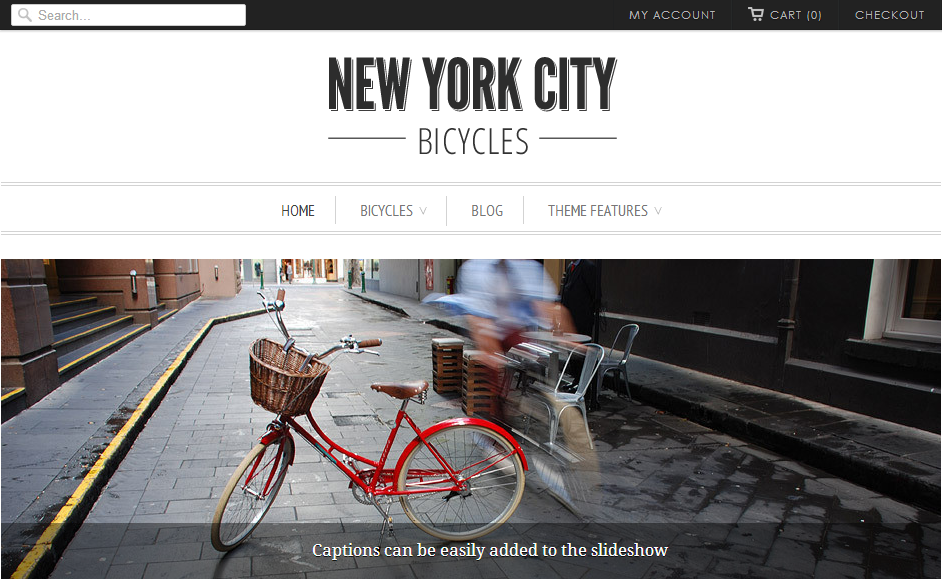 Search...
MY ACCOUNT
CART (0)
CHECKOUT
NEW YORK CITY
BICYCLES
HOME
BICYCLES
BLOG
THEME FEATURES
Captions can be easily added to the slideshow